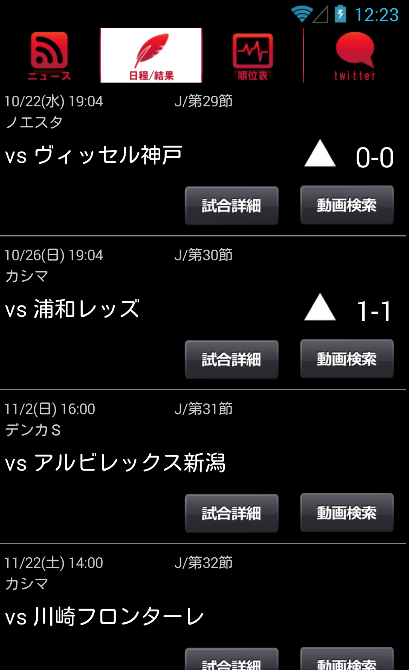 12:23
ニュース 日程/結果 順位表 twitter
10/22(水) 19:04 J/第29節
ノエスタ
vs ヴィッセル神戸 0-0
試合詳細 動画検索
10/26(日) 19:04 J/第30節
カシマ
vs 浦和レッズ 1-1
試合詳細 動画検索
11/2(日) 16:00 J/第31節
デンカＳ
vs アルビレックス新潟
試合詳細 動画検索
11/22(土) 14:00 J/第32節
カシマ
vs 川崎フロンターレ
試合詳細 動画検索